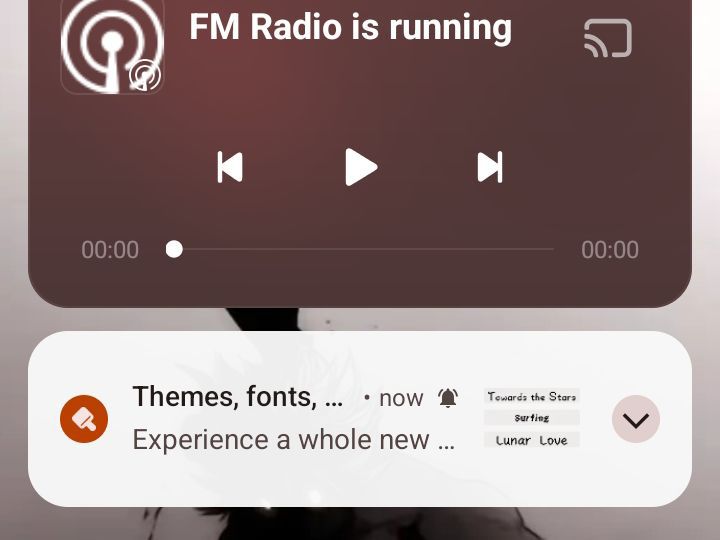 FM Radio is running
00:00
00:00
Themes, fonts, ... • now
Experience a whole new ...
Towards the Stars
Surfing
Lunar Love